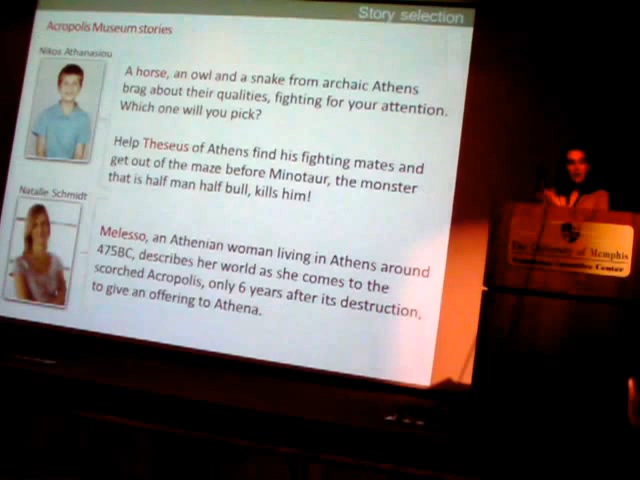 Story selection
Acropolis Museum stories
Nikos Athanasiou
A horse, an owl and a snake from archaic Athens
brag about their qualities, fighting for your attention.
Which one will you pick?
Help Theseus of Athens find his fighting mates and
get out of the maze before Minotaur, the monster
that is half man half bull, kills him!
Natalie Schmidt
Melesso, an Athenian woman living in Athens around
475BC, describes her world as she comes to the
scorched Acropolis, only 6 years after its destruction,
to give an offering to Athena.
The University of Memphis
Center